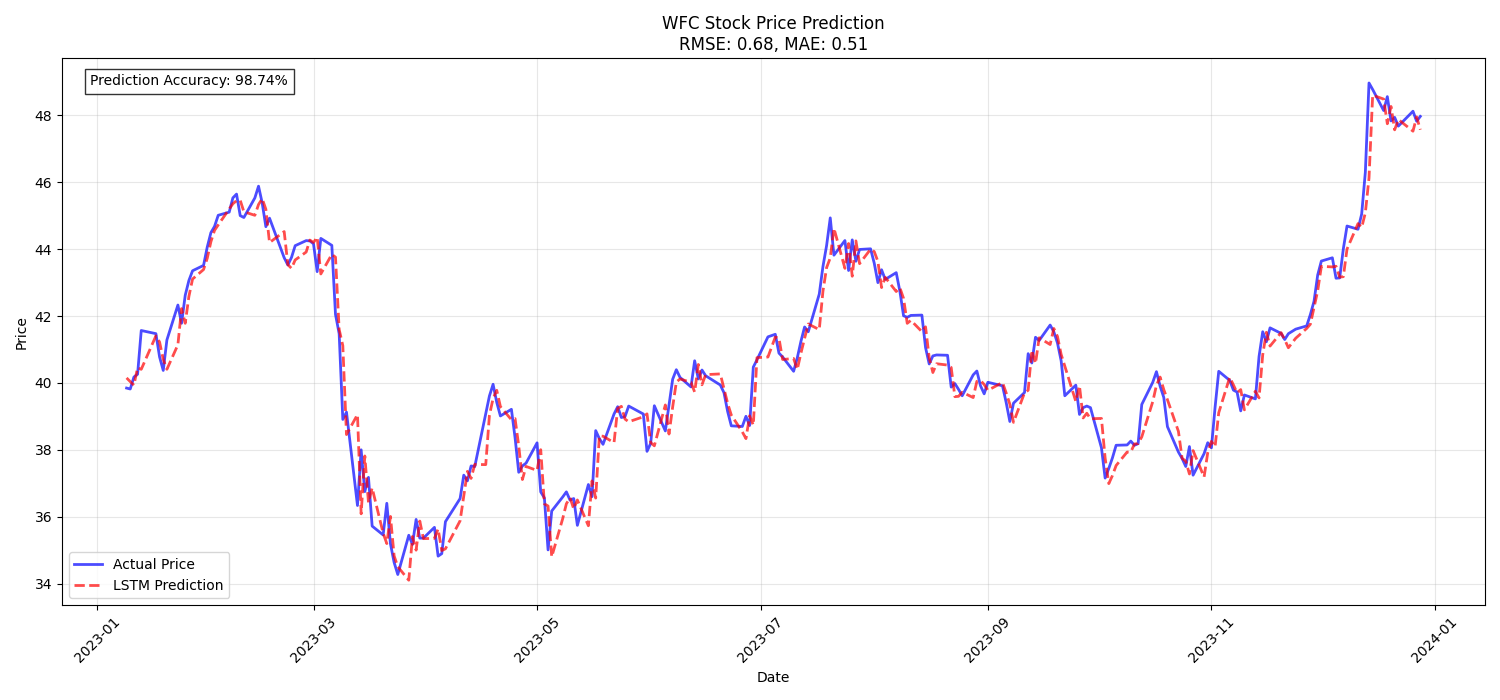 WFC Stock Price Prediction
RMSE: 0.68, MAE: 0.51
Prediction Accuracy: 98.74%
Price
48
46
44
42
40
38
36
34
Actual Price
LSTM Prediction
2023-01
2023-03
2023-05
2023-07
2023-09
2023-11
2024-01
Date